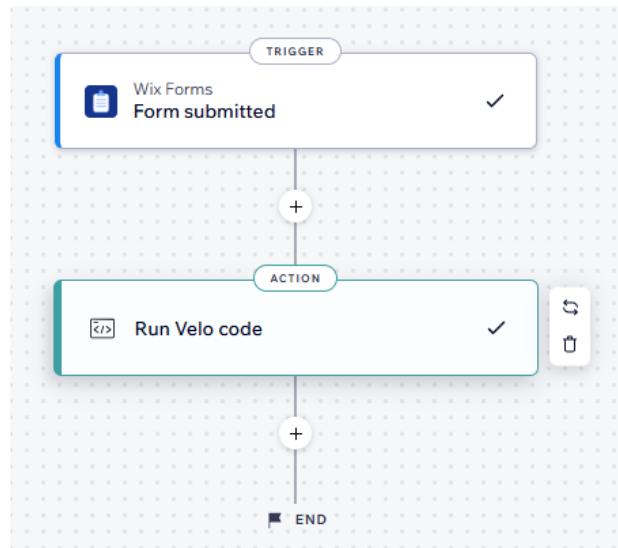 TRIGGER
Wix Forms
Form submitted
+
ACTION
Run Velo code
+
END